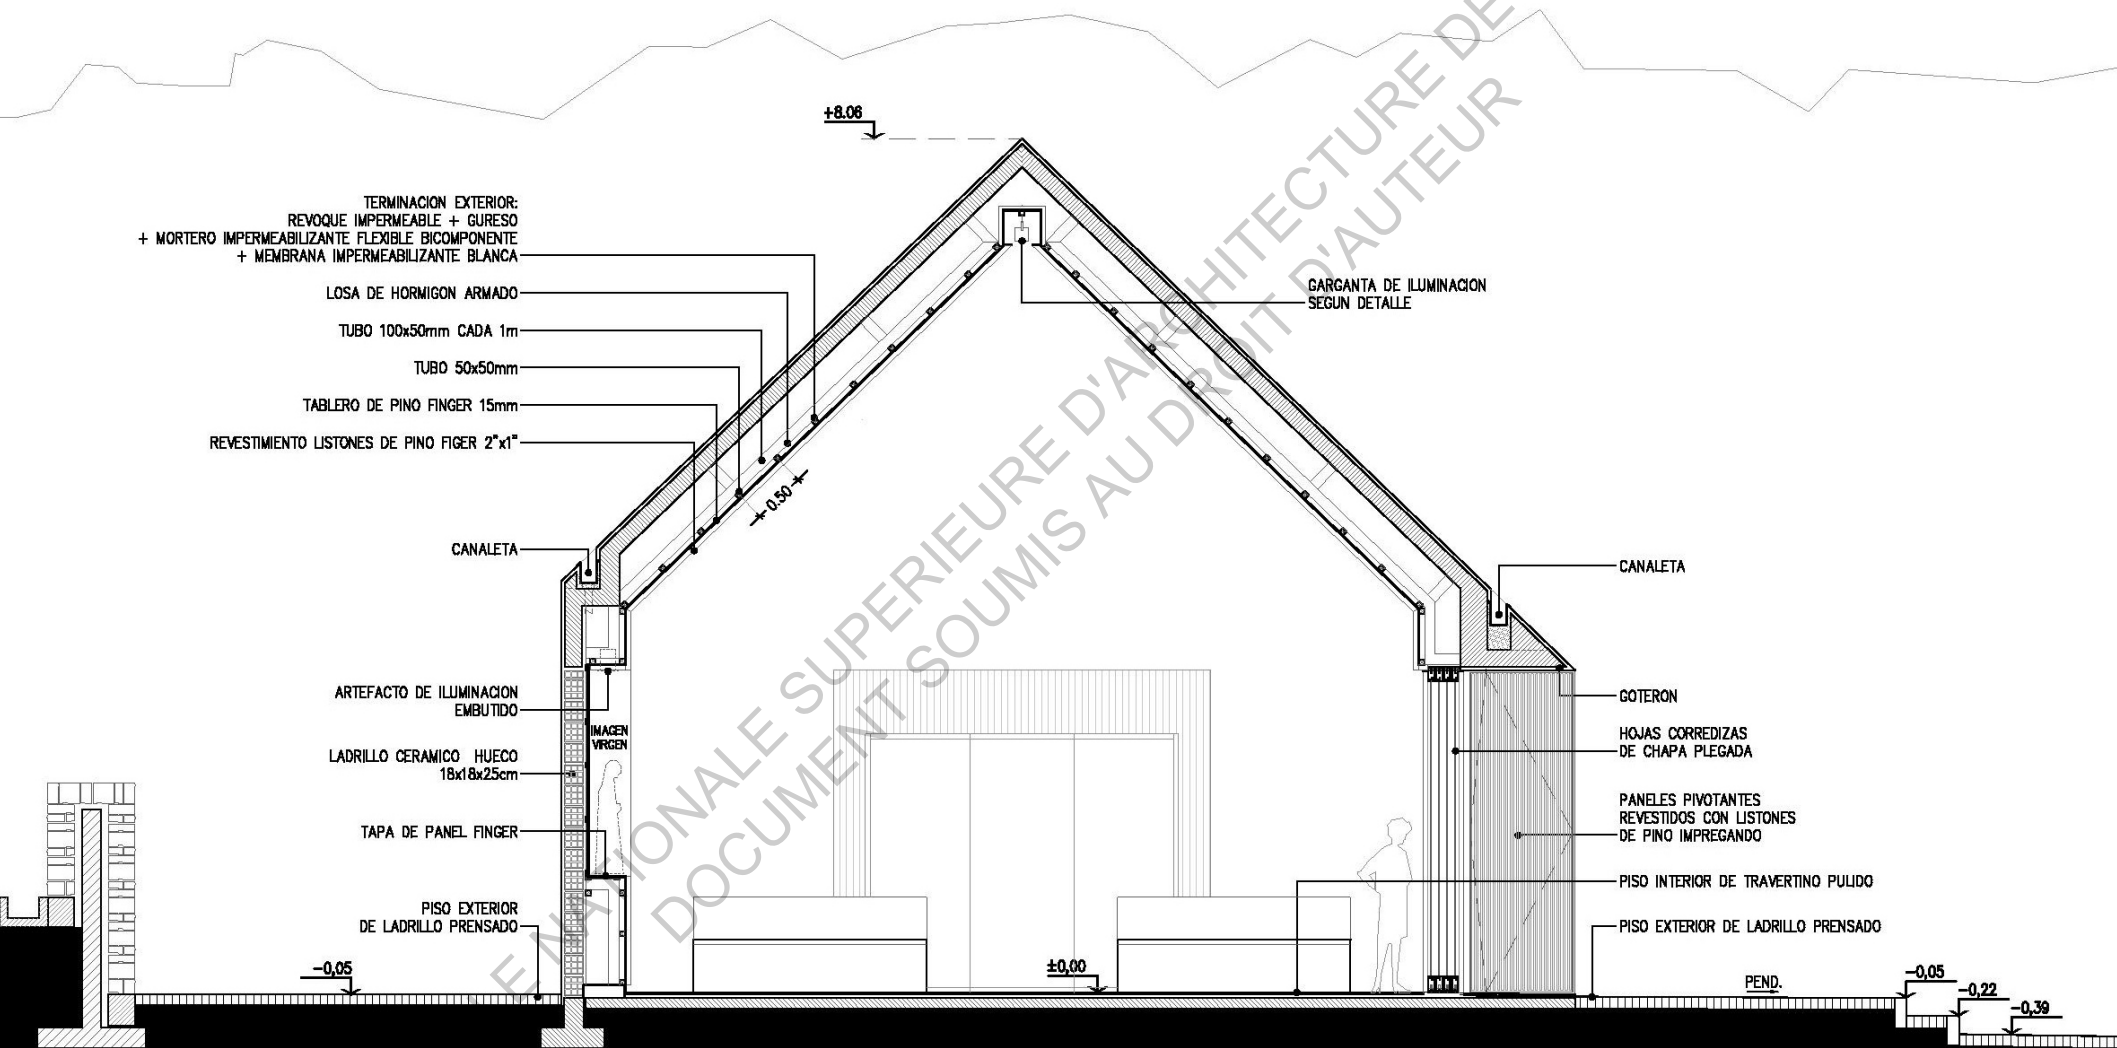 +8.06
TERMINACION EXTERIOR:
REVOQUE IMPERMEABLE + GURESO
+ MORTERO IMPERMEABILIZANTE FLEXIBLE BICOMPONENTE
+ MEMBRANA IMPERMEABILIZANTE BLANCA
LOSA DE HORMIGON ARMADO
TUBO 100x50mm CADA 1m
TUBO 50x50mm
TABLERO DE PINO FINGER 15mm
REVESTIMIENTO LISTONES DE PINO FIGER 2"x1"
0.50
CANALETA
ARTEFACTO DE ILUMINACION
EMBUTIDO
IMAGEN
VIRGEN
LADRILLO CERAMICO HUECO
18x18x25cm
TAPA DE PANEL FINGER
PISO EXTERIOR
DE LADRILLO PRENSADO
-0,05
±0,00
GARGANTA DE ILUMINACION
SEGUN DETALLE
CANALETA
GOTERON
HOJAS CORREDIZAS
DE CHAPA PLEGADA
PANELES PIVOTANTES
REVESTIDOS CON LISTONES
DE PINO IMPREGANDO
PISO INTERIOR DE TRAVERTINO PULIDO
PISO EXTERIOR DE LADRILLO PRENSADO
PEND.
-0,05
-0,22
-0,39
LE NATIONALE SUPERIEURE D'ARCHITECTURE DE
DOCUMENT SOUMIS AU DROIT D'AUTEUR